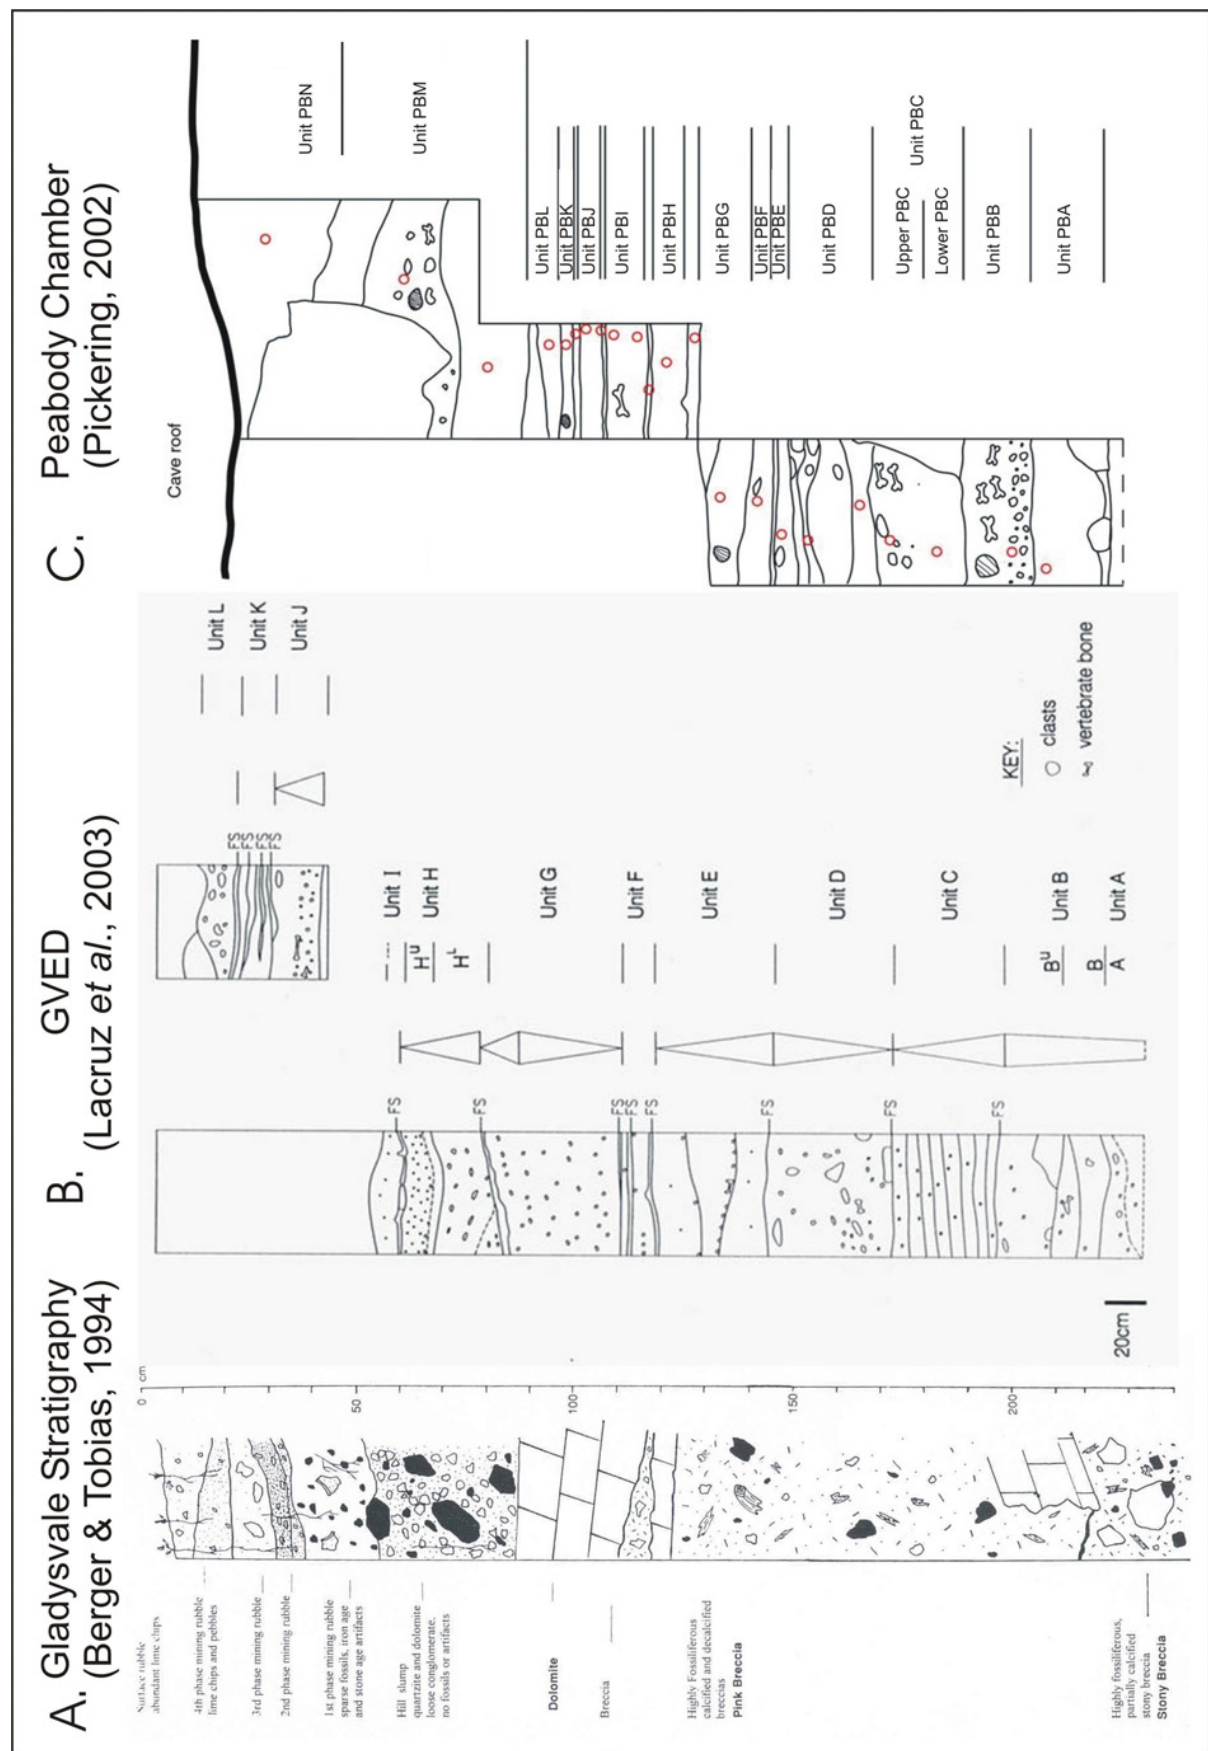 A. Gladysvale Stratigraphy
(Berger & Tobias, 1994)
Surface rubble
abundant lime chips
4th phase mining rubble
lime chips and pebbles
3rd phase mining rubble
2nd phase mining rubble
1st phase mining rubble
sparse fossils, iron age
and stone age artifacts
Hill slump
quartzite and dolomite
loose conglomerate,
no fossils or artifacts
Dolomite
Breccia
Highly Fossiliferous
calcified and decalcified
breccias
Pink Breccia
Highly fossiliferous,
partially calcified
stony breccia
Stony Breccia
0 cm
50
100
150
200
B. GVED
(Lacruz et al., 2003)
FS
FS
FS
FS
FS
FS
FS
FS
FS
FS
FS
FS
Unit L
Unit K
Unit J
Unit I
Hᵁ
Unit H
Hᴸ
Unit G
Unit F
Unit E
Unit D
Unit C
Bᵁ
Unit B
B
A
Unit A
20cm
KEY:
clasts
vertebrate bone
C. Peabody Chamber
(Pickering, 2002)
Cave roof
Unit PBN
Unit PBM
Unit PBL
Unit PBK
Unit PBJ
Unit PBI
Unit PBH
Unit PBG
Unit PBF
Unit PBE
Unit PBD
Upper PBC
Unit PBC
Lower PBC
Unit PBB
Unit PBA